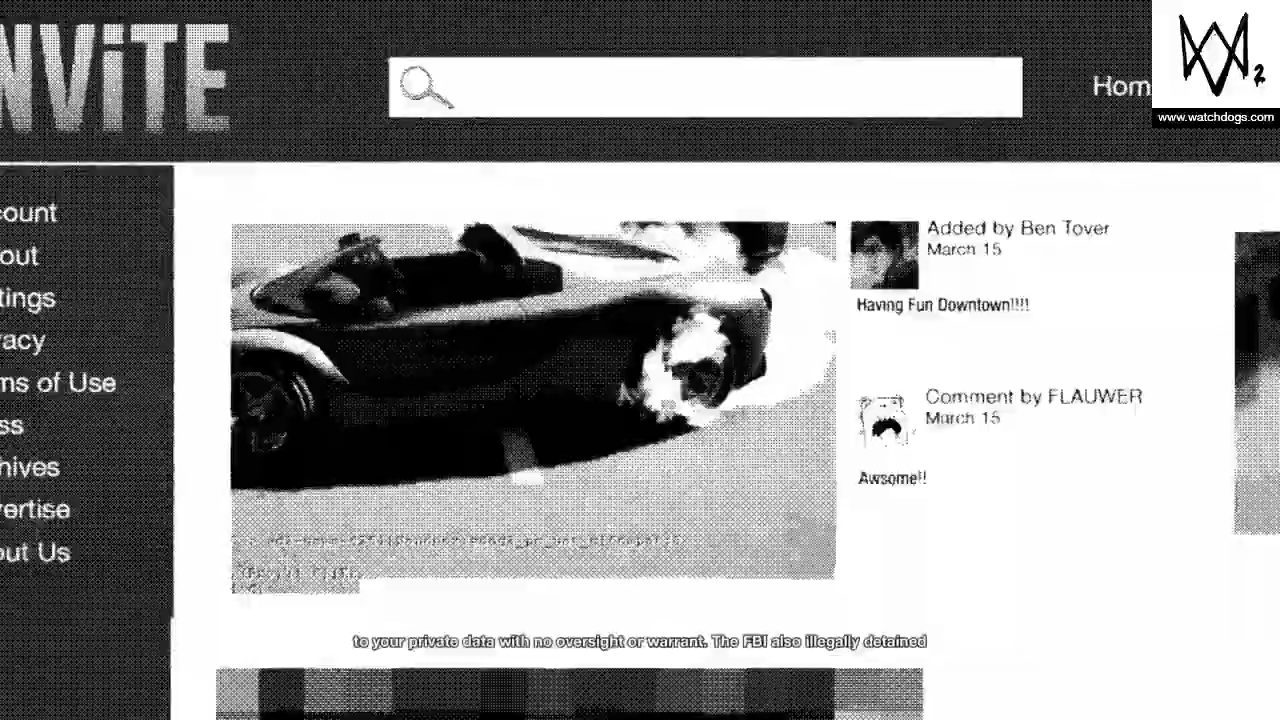 NViTE
Hom
2
www.watchdogs.com
count
out
tings
acy
ms of Use
ss
hives
vertise
out Us
Added by Ben Tover
March 15
Having Fun Downtown!!!!
Comment by FLAUWER
March 15
Awsome!!
to your private data with no oversight or warrant. The FBI also illegally detained